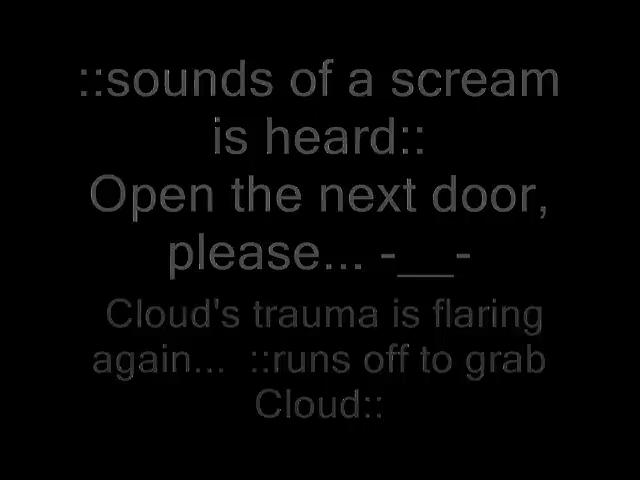 ::sounds of a scream
is heard::
Open the next door,
please... -__-
Cloud's trauma is flaring
again... ::runs off to grab
Cloud::